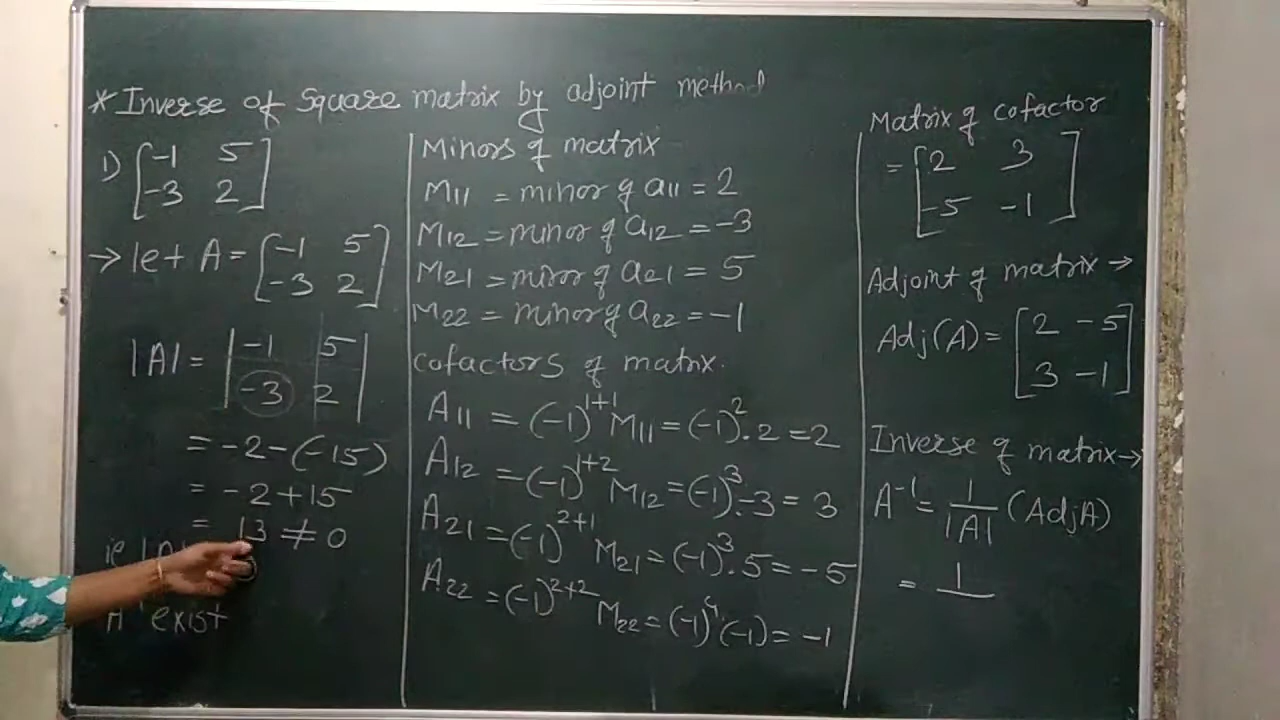 * Inverse of Square matrix by adjoint method
1) [-1 5
-3 2]
→ let A = [-1 5
-3 2]
|A| = |-1 5
-3 2|
= -2-(-15)
= -2+15
= 13 ≠ 0
ie
exist
Minors of matrix
M11 = minor of a11 = 2
M12 = minor of a12 = -3
M21 = minor of a21 = 5
M22 = minor of a22 = -1
Cofactors of matrix.
A11 = (-1)^1+1 M11 = (-1)^2.2 = 2
A12 = (-1)^1+2 M12 = (-1)^3.-3 = 3
A21 = (-1)^2+1 M21 = (-1)^3.5 = -5
A22 = (-1)^2+2 M22 = (-1)^4(-1) = -1
Matrix of cofactor
= [2 3
-5 -1]
Adjoint of matrix →
Adj(A) = [2 -5
3 -1]
Inverse of matrix →
A^-1 = 1/|A| (AdjA)
= 1/